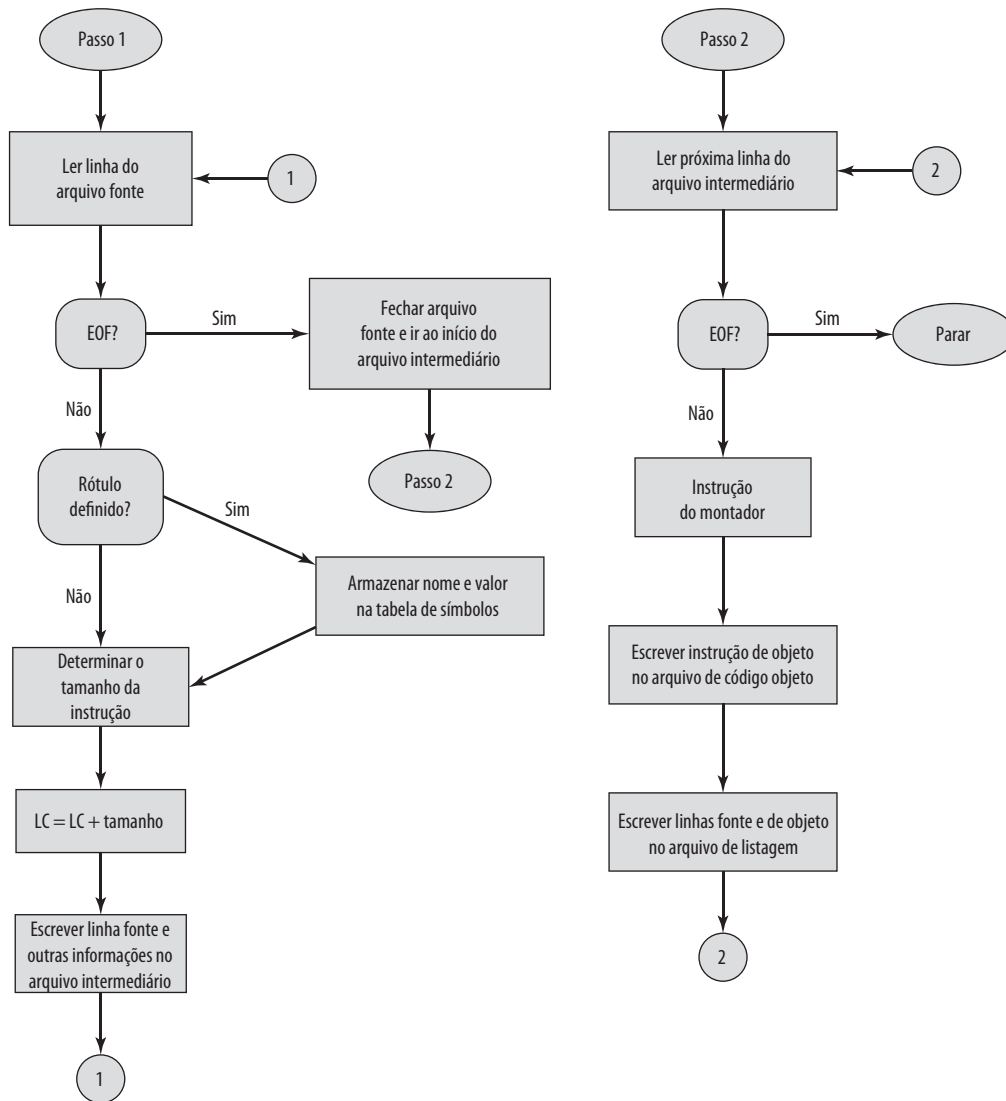 Passo 1
Ler linha do
arquivo fonte
1
EOF?
Sim
Fechar arquivo
fonte e ir ao início do
arquivo intermediário
Não
Passo 2
Rótulo
definido?
Sim
Não
Armazenar nome e valor
na tabela de símbolos
Determinar o
tamanho da
instrução
LC = LC + tamanho
Escrever linha fonte e
outras informações no
arquivo intermediário
1
Passo 2
Ler próxima linha do
arquivo intermediário
2
EOF?
Sim
Parar
Não
Instrução
do montador
Escrever instrução de objeto
no arquivo de código objeto
Escrever linhas fonte e de objeto
no arquivo de listagem
2